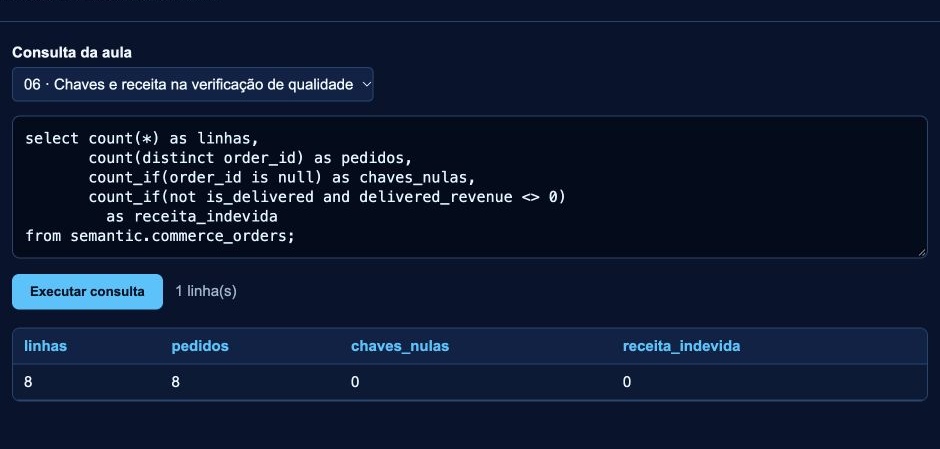 Consulta da aula
06 · Chaves e receita na verificação de qualidade
select count(*) as linhas,
       count(distinct order_id) as pedidos,
       count_if(order_id is null) as chaves_nulas,
       count_if(not is_delivered and delivered_revenue <> 0)
         as receita_indevida
from semantic.commerce_orders;
Executar consulta 1 linha(s)
linhas pedidos chaves_nulas receita_indevida
8 8 0 0